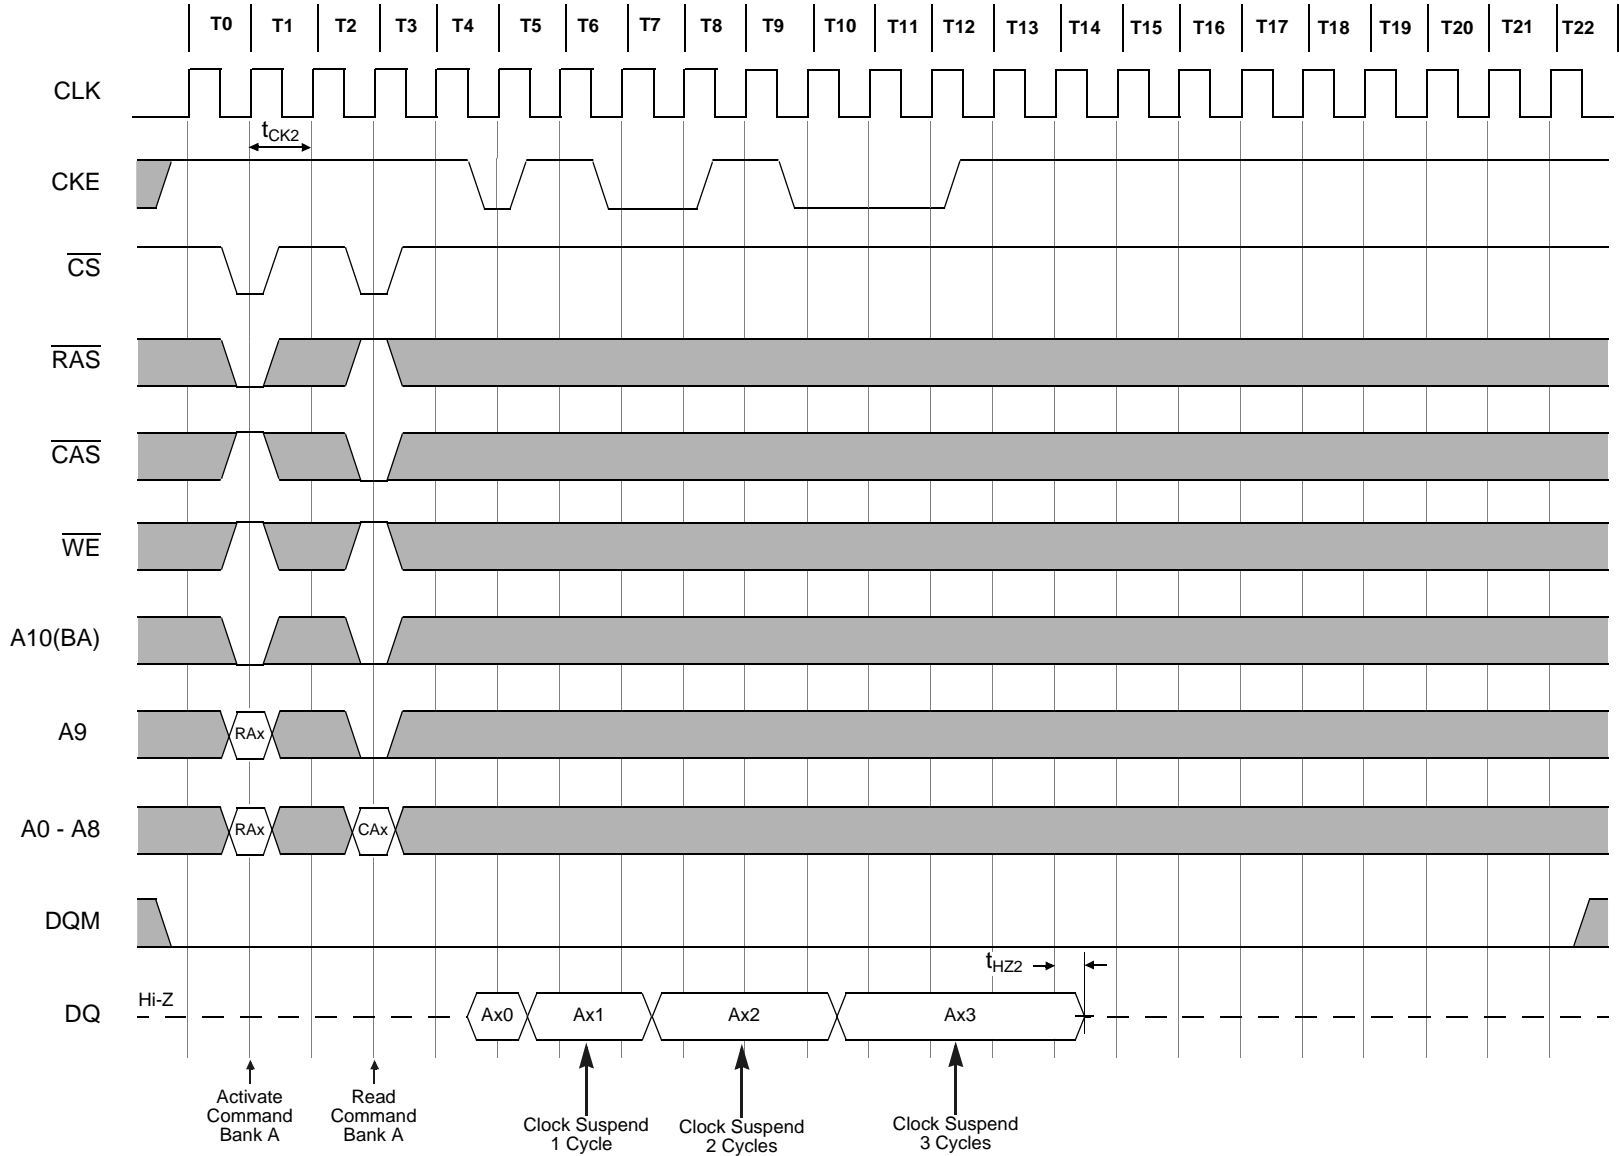 T0 T1 T2 T3 T4 T5 T6 T7 T8 T9 T10 T11 T12 T13 T14 T15 T16 T17 T18 T19 T20 T21 T22
CLK
tCK2
CKE
CS
RAS
CAS
WE
A10(BA)
A9
RAx
A0 - A8
RAx
CAx
DQM
tHZ2
DQ
Hi-Z
Ax0
Ax1
Ax2
Ax3
Activate
Command
Bank A
Read
Command
Bank A
Clock Suspend
1 Cycle
Clock Suspend
2 Cycles
Clock Suspend
3 Cycles